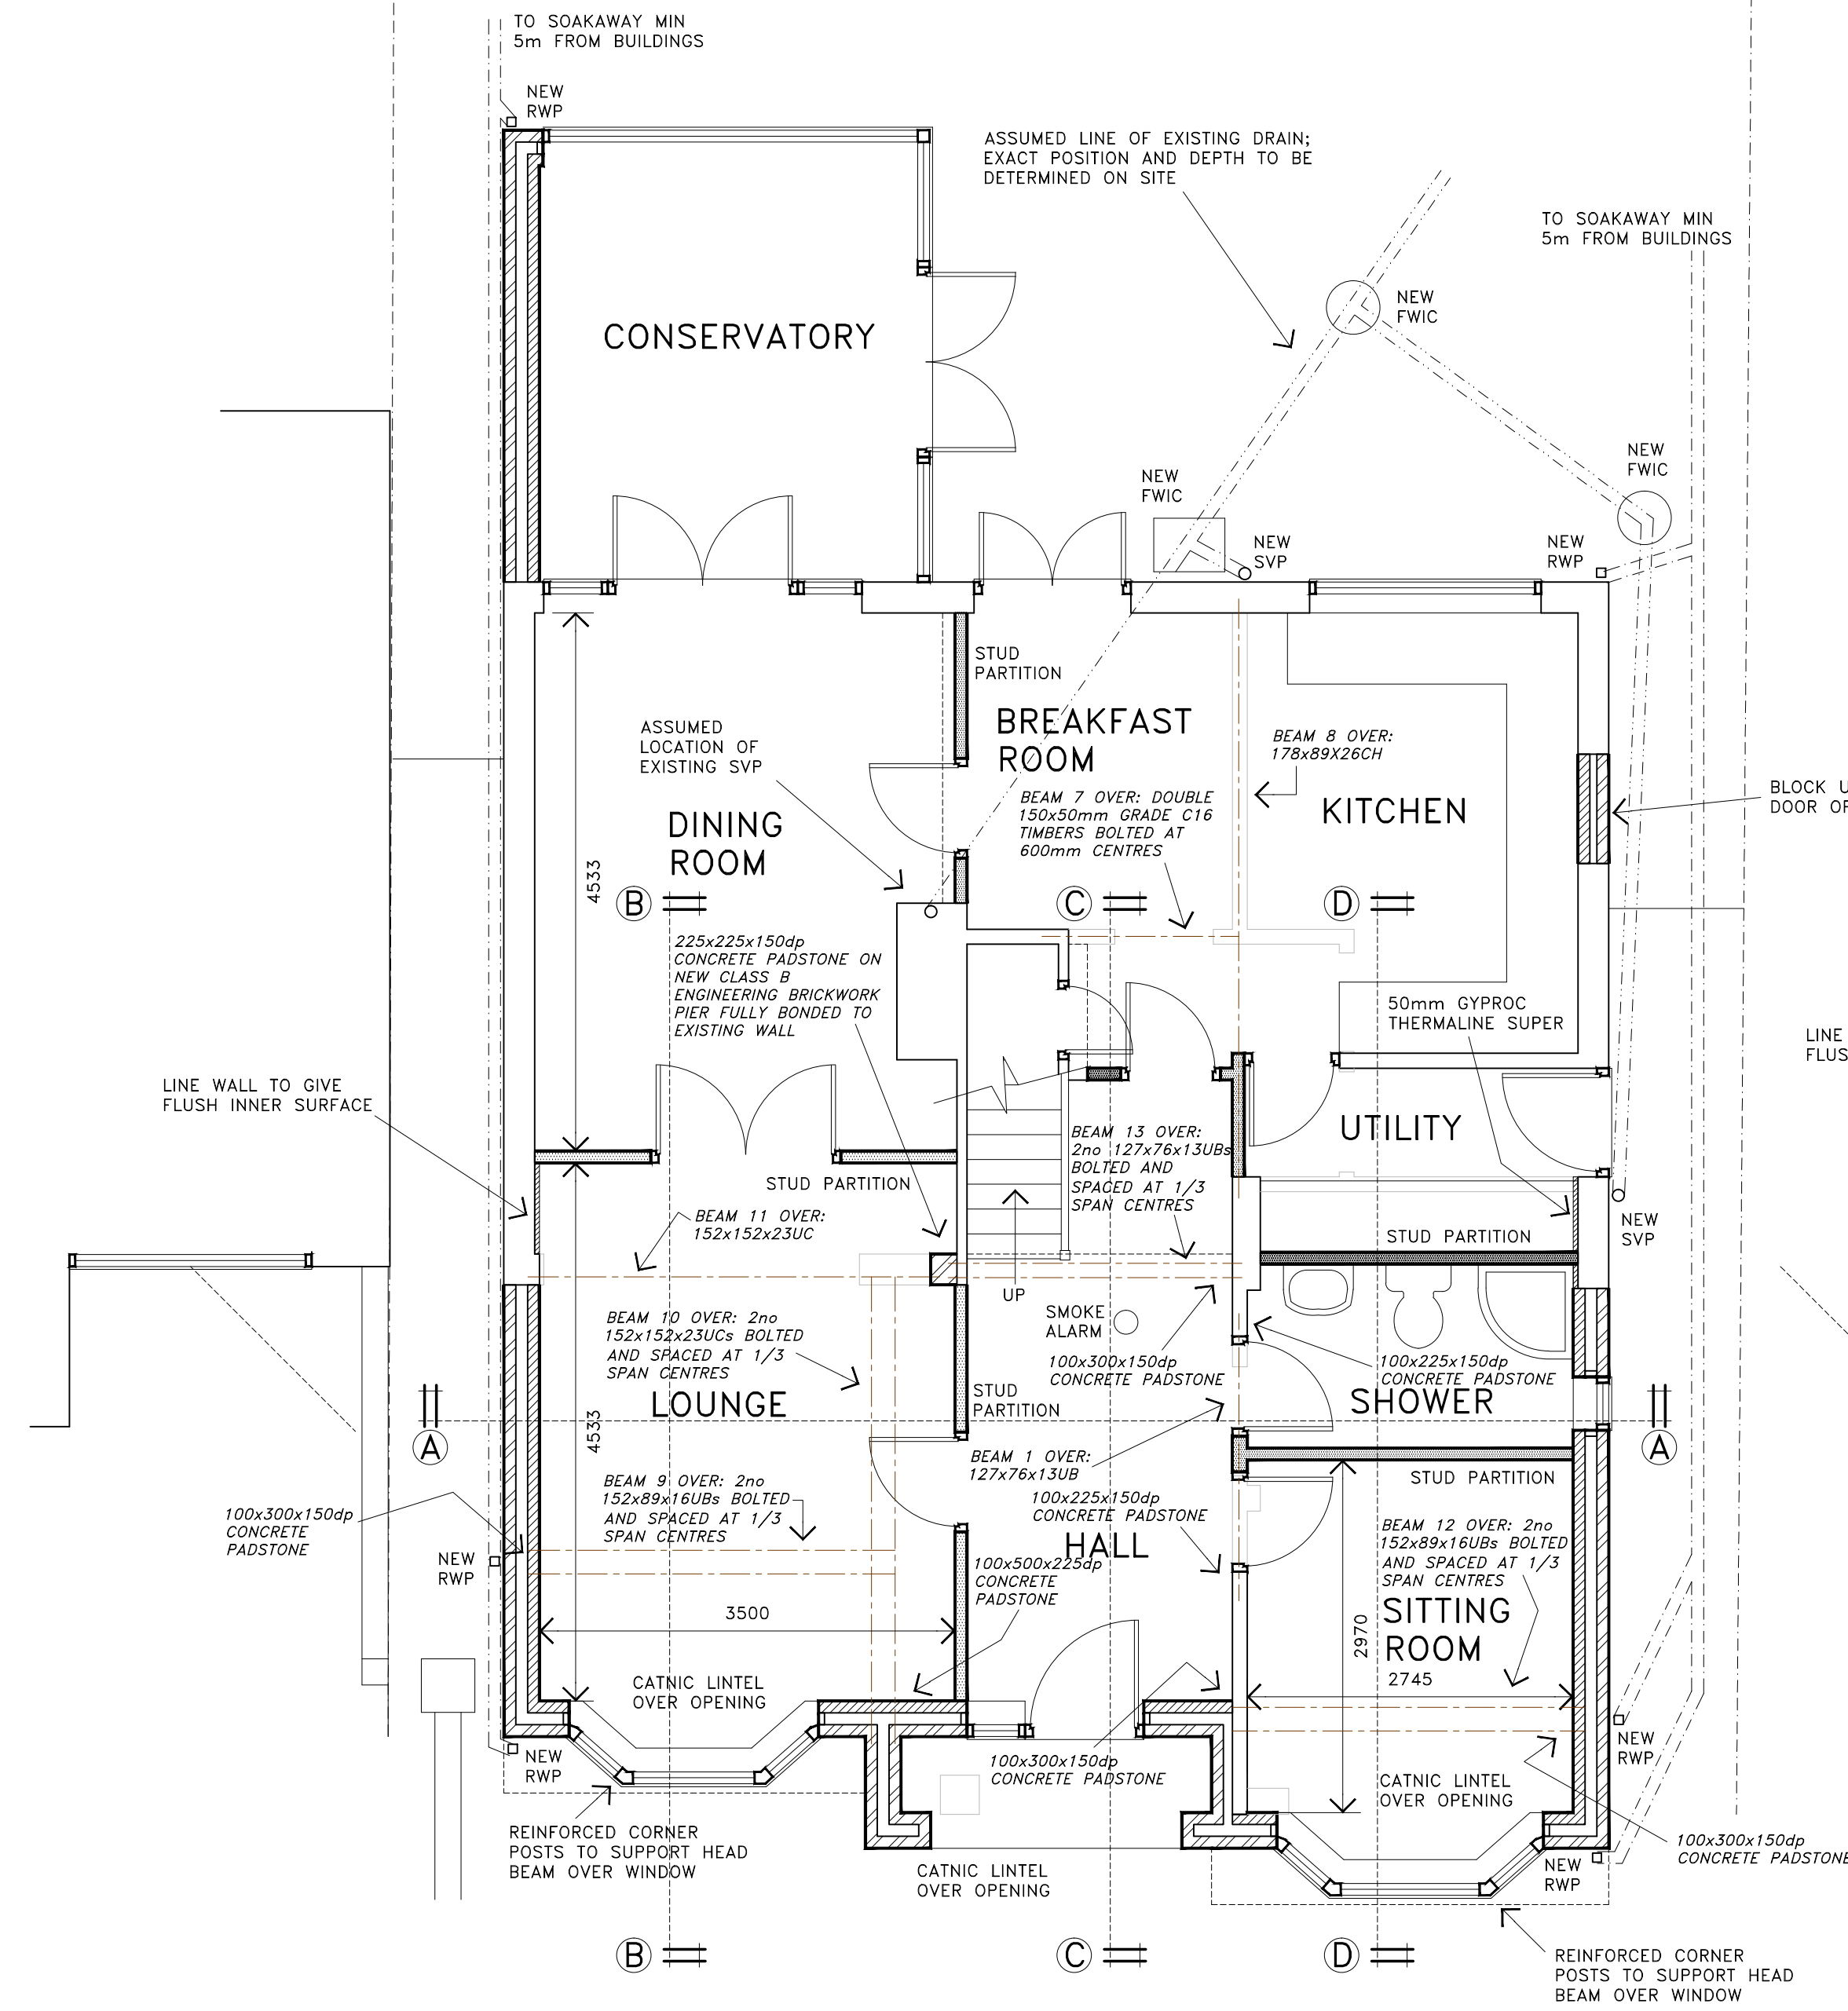 TO SOAKAWAY MIN
5m FROM BUILDINGS
NEW
RWP
ASSUMED LINE OF EXISTING DRAIN;
EXACT POSITION AND DEPTH TO BE
DETERMINED ON SITE
TO SOAKAWAY MIN
5m FROM BUILDINGS
NEW
FWIC
CONSERVATORY
NEW
FWIC
NEW
FWIC
NEW
SVP
NEW
RWP
STUD
PARTITION
BREAKFAST
ROOM
ASSUMED
LOCATION OF
EXISTING SVP
BEAM 8 OVER:
178x89X26CH
BEAM 7 OVER: DOUBLE
150x50mm GRADE C16
TIMBERS BOLTED AT
600mm CENTRES
KITCHEN
BLOCK U
DOOR OF
DINING
ROOM
4533
B
C
D
225x225x150dp
CONCRETE PADSTONE ON
NEW CLASS B
ENGINEERING BRICKWORK
PIER FULLY BONDED TO
EXISTING WALL
50mm GYPROC
THERMALINE SUPER
LINE
FLUS
LINE WALL TO GIVE
FLUSH INNER SURFACE
UTILITY
BEAM 13 OVER:
2no 127x76x13UBs
BOLTED AND
SPACED AT 1/3
SPAN CENTRES
STUD PARTITION
BEAM 11 OVER:
152x152x23UC
STUD PARTITION
NEW
SVP
UP
SMOKE
ALARM
BEAM 10 OVER: 2no
152x152x23UCs BOLTED
AND SPACED AT 1/3
SPAN CENTRES
100x300x150dp
CONCRETE PADSTONE
100x225x150dp
CONCRETE PADSTONE
LOUNGE
STUD
PARTITION
SHOWER
4533
A
A
BEAM 1 OVER:
127x76x13UB
STUD PARTITION
BEAM 9 OVER: 2no
152x89x16UBs BOLTED
AND SPACED AT 1/3
SPAN CENTRES
100x225x150dp
CONCRETE PADSTONE
100x300x150dp
CONCRETE
PADSTONE
BEAM 12 OVER: 2no
152x89x16UBs BOLTED
AND SPACED AT 1/3
SPAN CENTRES
HALL
NEW
RWP
100x500x225dp
CONCRETE
PADSTONE
3500
SITTING
ROOM
2970
2745
CATNIC LINTEL
OVER OPENING
NEW
RWP
100x300x150dp
CONCRETE PADSTONE
NEW
RWP
CATNIC LINTEL
OVER OPENING
REINFORCED CORNER
POSTS TO SUPPORT HEAD
BEAM OVER WINDOW
100x300x150dp
CONCRETE PADSTONE
CATNIC LINTEL
OVER OPENING
NEW
RWP
B
C
D
REINFORCED CORNER
POSTS TO SUPPORT HEAD
BEAM OVER WINDOW